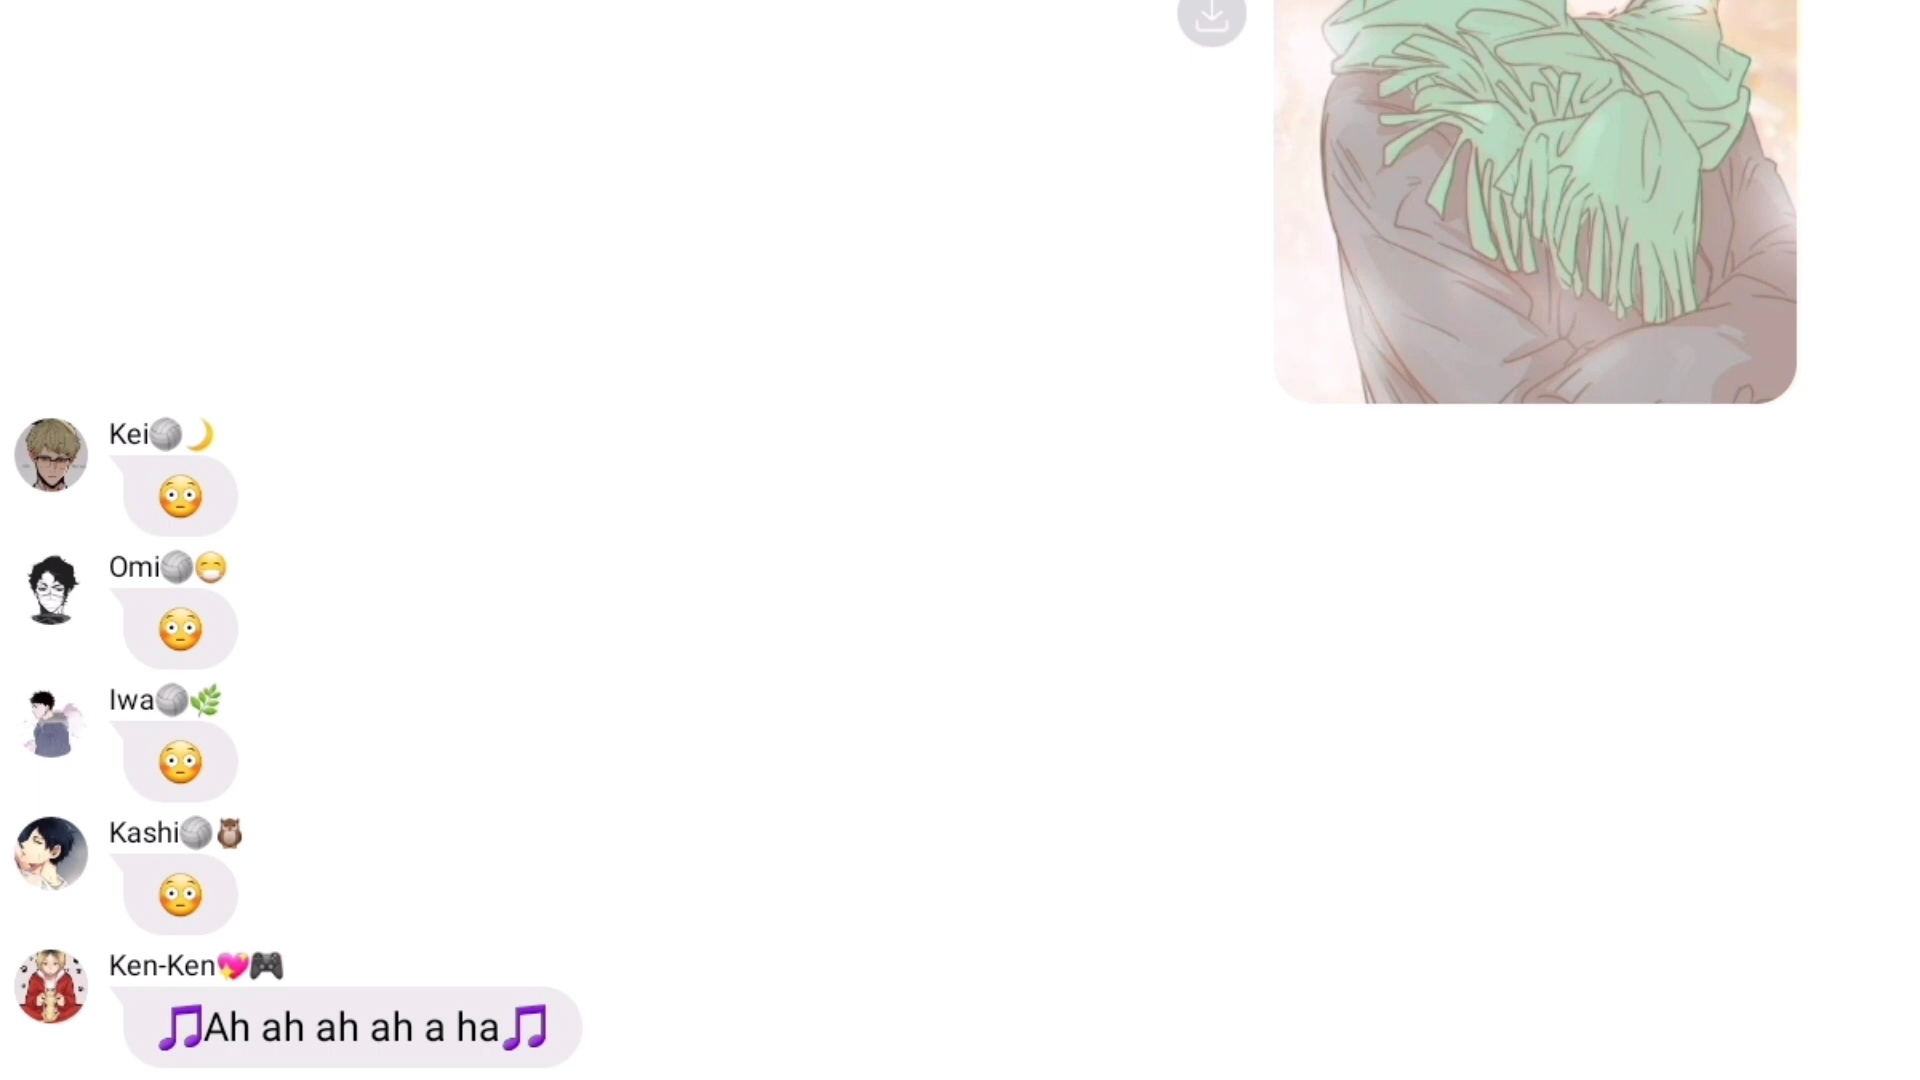 Kei🏐🌙
😳
Omi🏐😷
😳
Iwa🏐🌿
😳
Kashi🏐🦉
😳
Ken-Ken💖🎮
🎵Ah ah ah ah a ha🎵